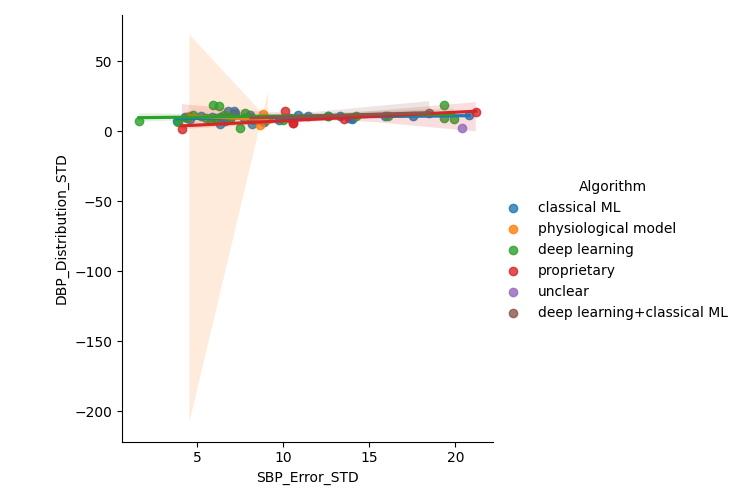 50
0
−50
−100
−150
−200
DBP_Distribution_STD
5
10
15
20
SBP_Error_STD
Algorithm
classical ML
physiological model
deep learning
proprietary
unclear
deep learning+classical ML